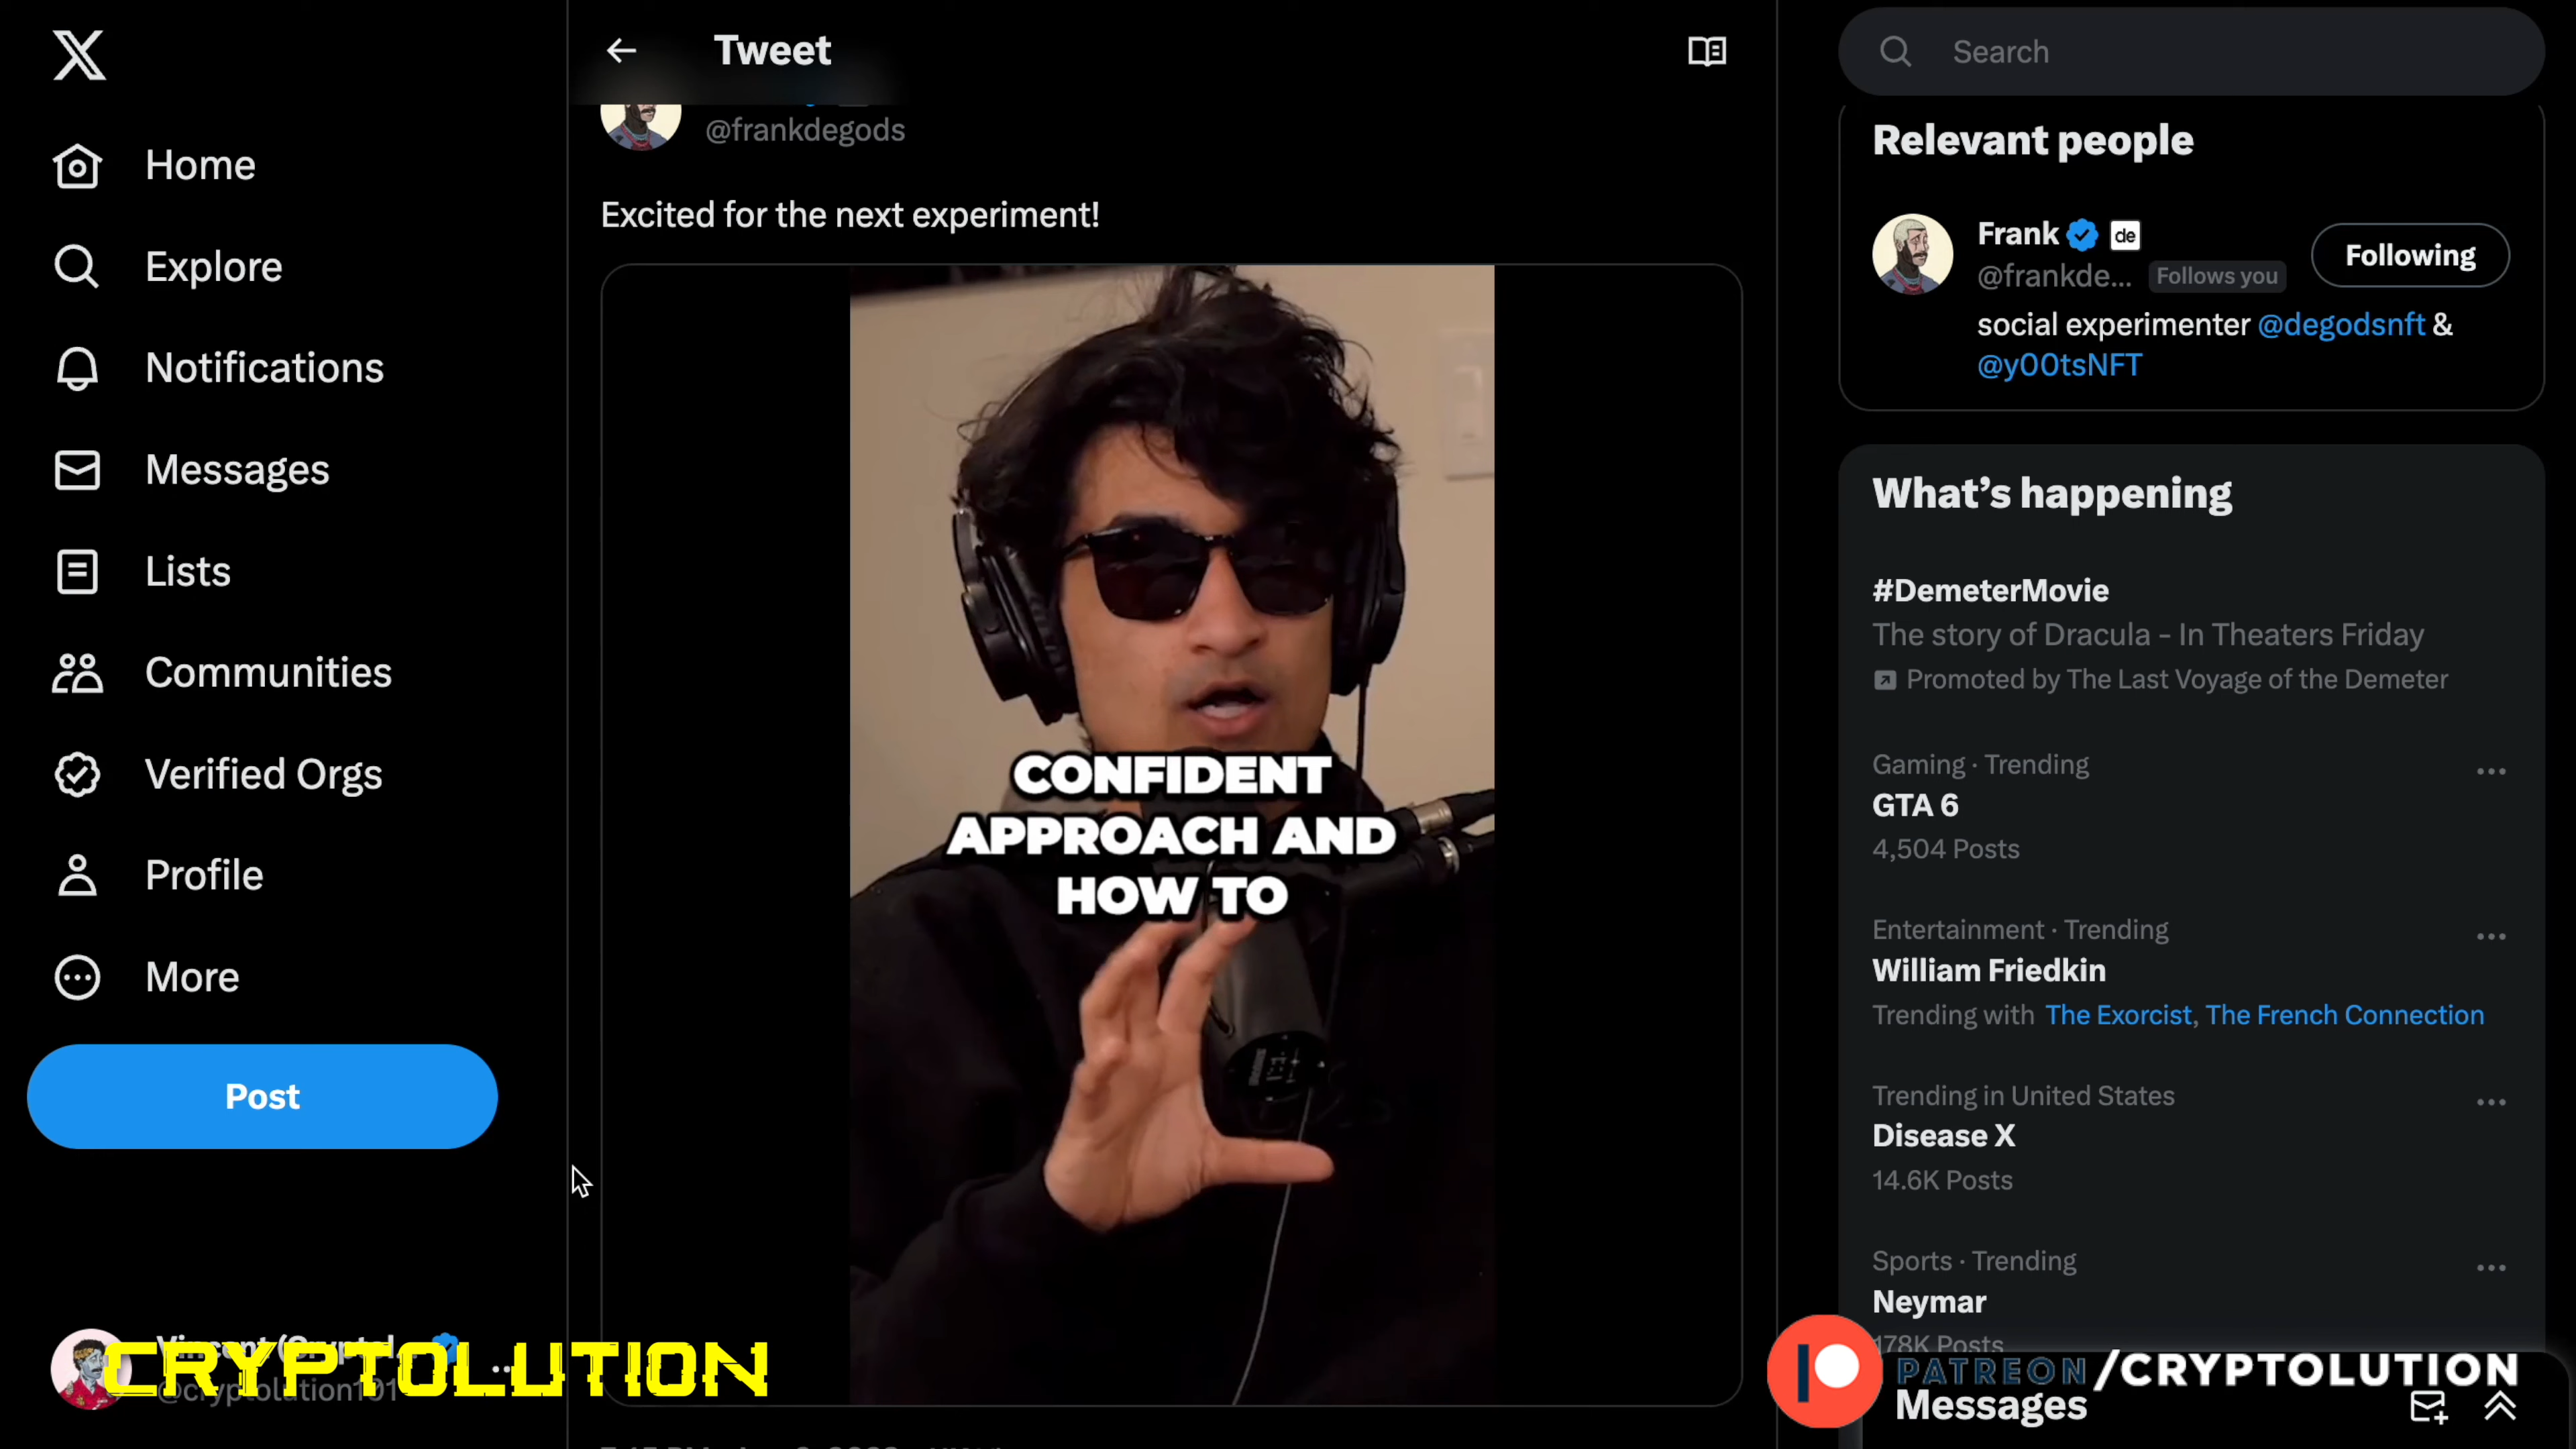 Home
Explore
Notifications
Messages
Lists
Communities
Verified Orgs
Profile
More
Post
@cryptolution101
CRYPTOLUTION
Tweet
@frankdegods
Excited for the next experiment!
CONFIDENT
APPROACH AND
HOW TO
Search
Relevant people
Frank de
@frankde... Follows you
Following
social experimenter @degodsnft &
@y00tsNFT
What's happening
#DemeterMovie
The story of Dracula - In Theaters Friday
Promoted by The Last Voyage of the Demeter
Gaming · Trending
GTA 6
4,504 Posts
Entertainment · Trending
William Friedkin
Trending with The Exorcist, The French Connection
Trending in United States
Disease X
14.6K Posts
Sports · Trending
Neymar
178K Posts
PATREON/CRYPTOLUTION
Messages